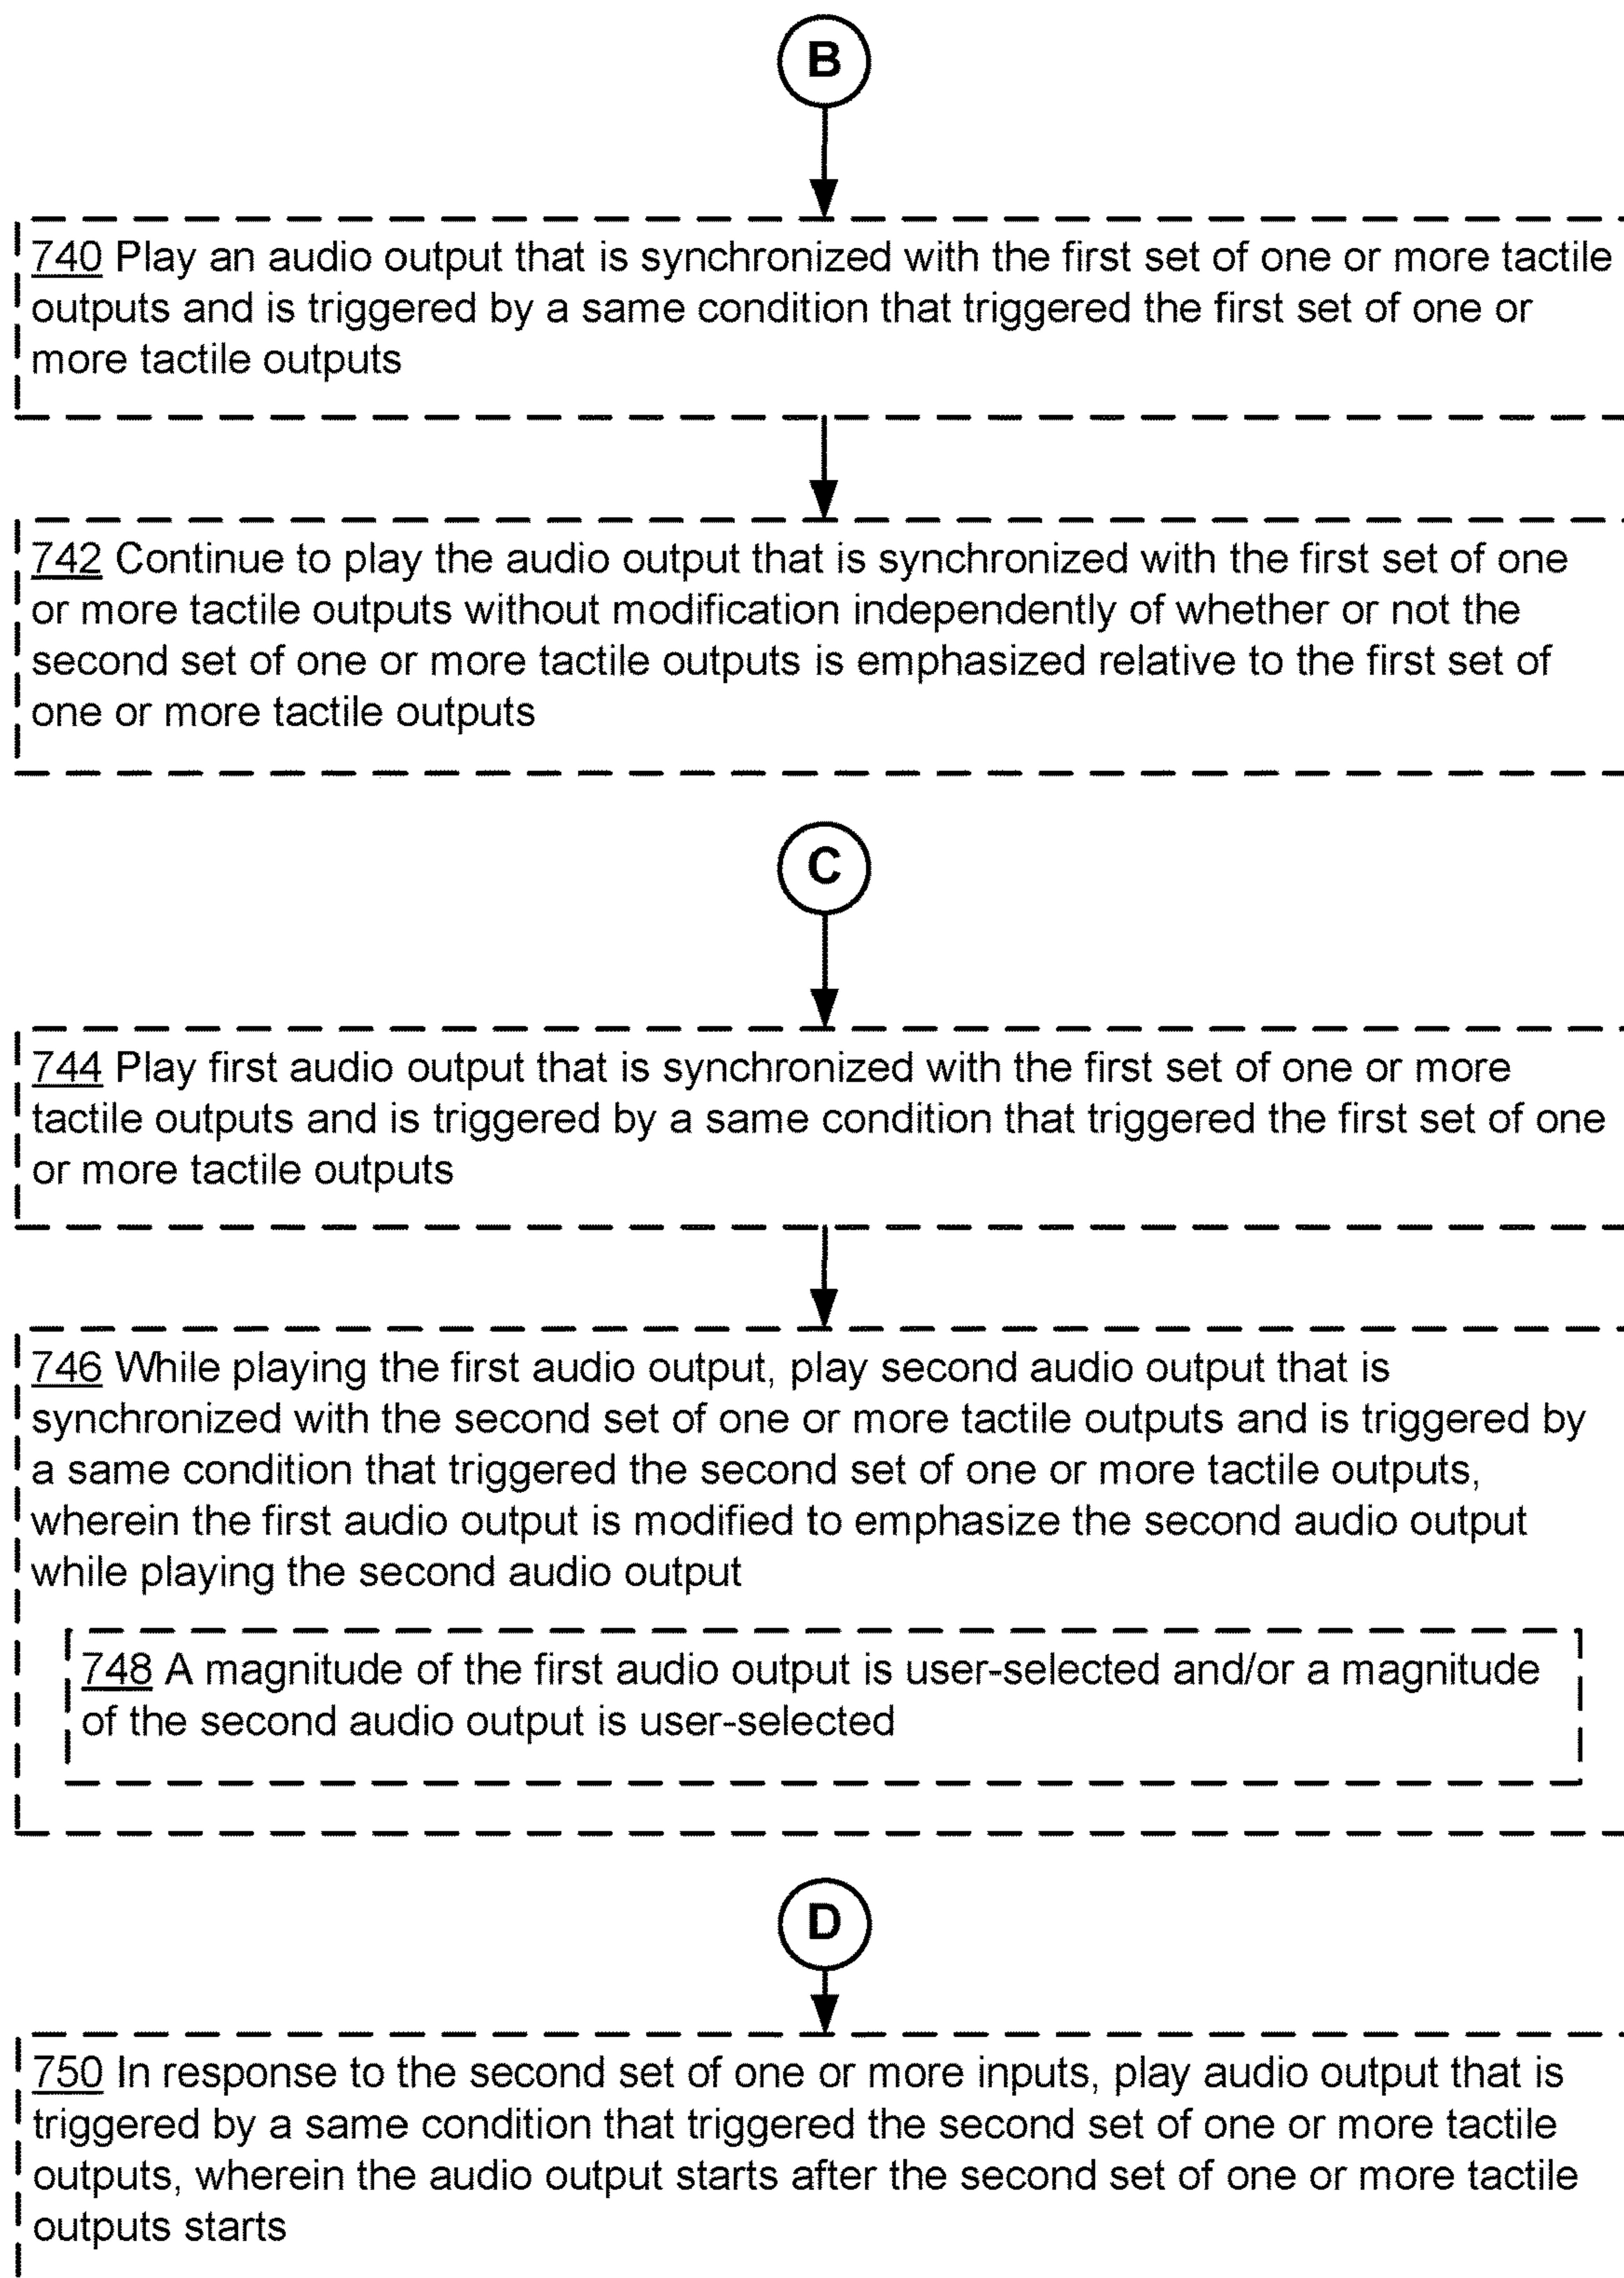 B
740 Play an audio output that is synchronized with the first set of one or more tactile
outputs and is triggered by a same condition that triggered the first set of one or
more tactile outputs
742 Continue to play the audio output that is synchronized with the first set of one
or more tactile outputs without modification independently of whether or not the
second set of one or more tactile outputs is emphasized relative to the first set of
one or more tactile outputs
C
744 Play first audio output that is synchronized with the first set of one or more
tactile outputs and is triggered by a same condition that triggered the first set of one
or more tactile outputs
746 While playing the first audio output, play second audio output that is
synchronized with the second set of one or more tactile outputs and is triggered by
a same condition that triggered the second set of one or more tactile outputs,
wherein the first audio output is modified to emphasize the second audio output
while playing the second audio output
748 A magnitude of the first audio output is user-selected and/or a magnitude
of the second audio output is user-selected
D
750 In response to the second set of one or more inputs, play audio output that is
triggered by a same condition that triggered the second set of one or more tactile
outputs, wherein the audio output starts after the second set of one or more tactile
outputs starts